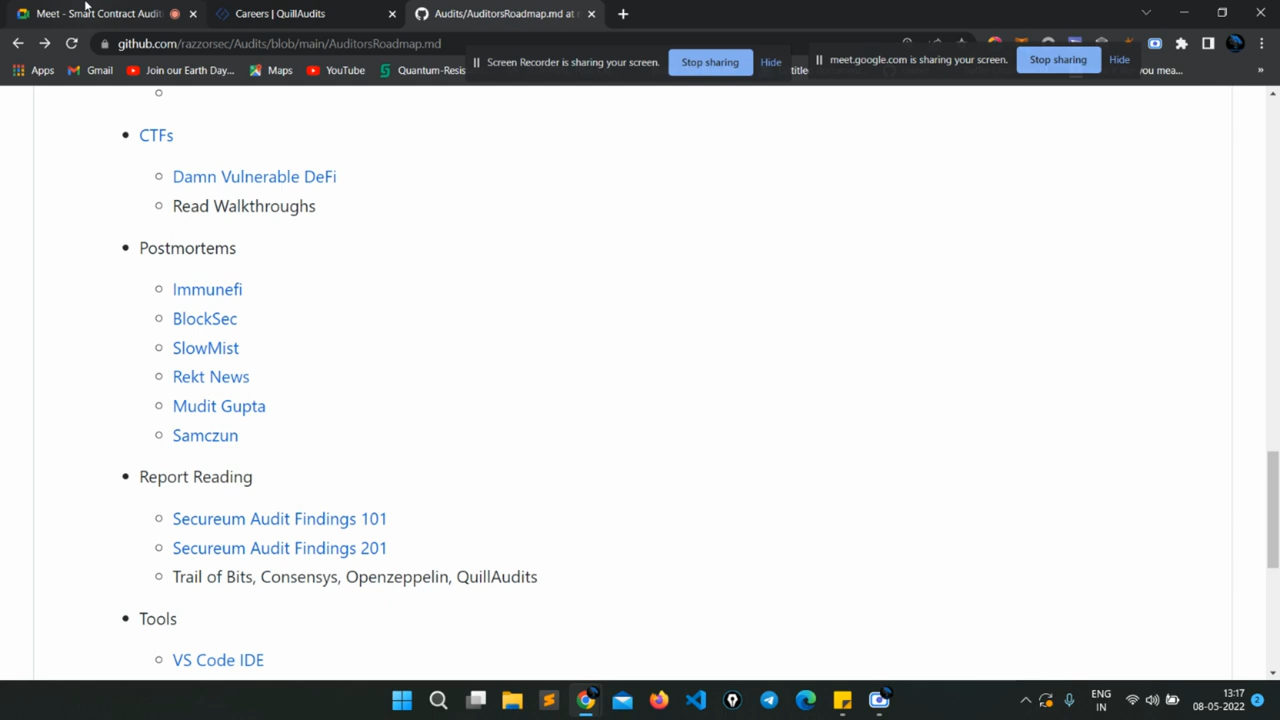 Meet - Smart Contract Audit
Careers | QuillAudits
Audits/AuditorsRoadmap.md at
github.com/razzorsec/Audits/blob/main/AuditorsRoadmap.md
Screen Recorder is sharing your screen. Stop sharing Hide
meet.google.com is sharing your screen. Stop sharing Hide
Apps Gmail Join our Earth Day... Maps YouTube Quantum-Resis
you mea...
CTFs
Damn Vulnerable DeFi
Read Walkthroughs
Postmortems
Immunefi
BlockSec
SlowMist
Rekt News
Mudit Gupta
Samczun
Report Reading
Secureum Audit Findings 101
Secureum Audit Findings 201
Trail of Bits, Consensys, Openzeppelin, QuillAudits
Tools
VS Code IDE
ENG
IN
13:17
08-05-2022
2